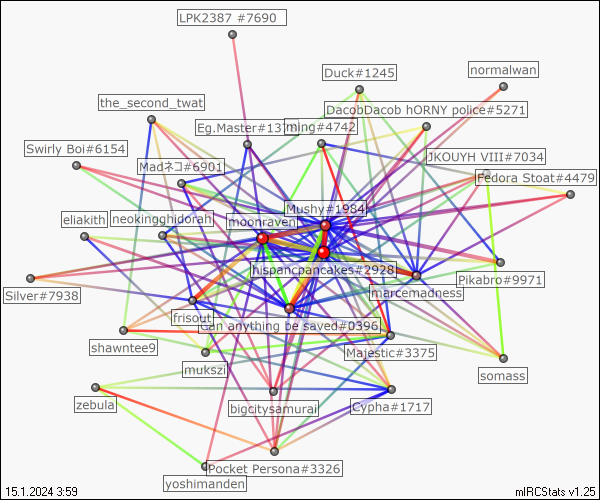 LPK2387 #7690
Duck#1245
normalwan
the_second_twat
DacobDacob hORNY police#5271
Eg.Master#137
ming#4742
Swirly Boi#6154
Madネコ#6901
JKOUYH VIII#7034
Fedora Stoat#4479
eliakith
neokingghidorah
moonraven
Mushy#1984
hispancpancakes#2928
Pikabro#9971
Silver#7938
marcemadness
frisout
Can anything be saved#0396
shawntee9
Majestic#3375
mukszi
somass
zebula
bigcitysamurai
Cypha#1717
Pocket Persona#3326
yoshimanden
15.1.2024 3:59
mIRCStats v1.25